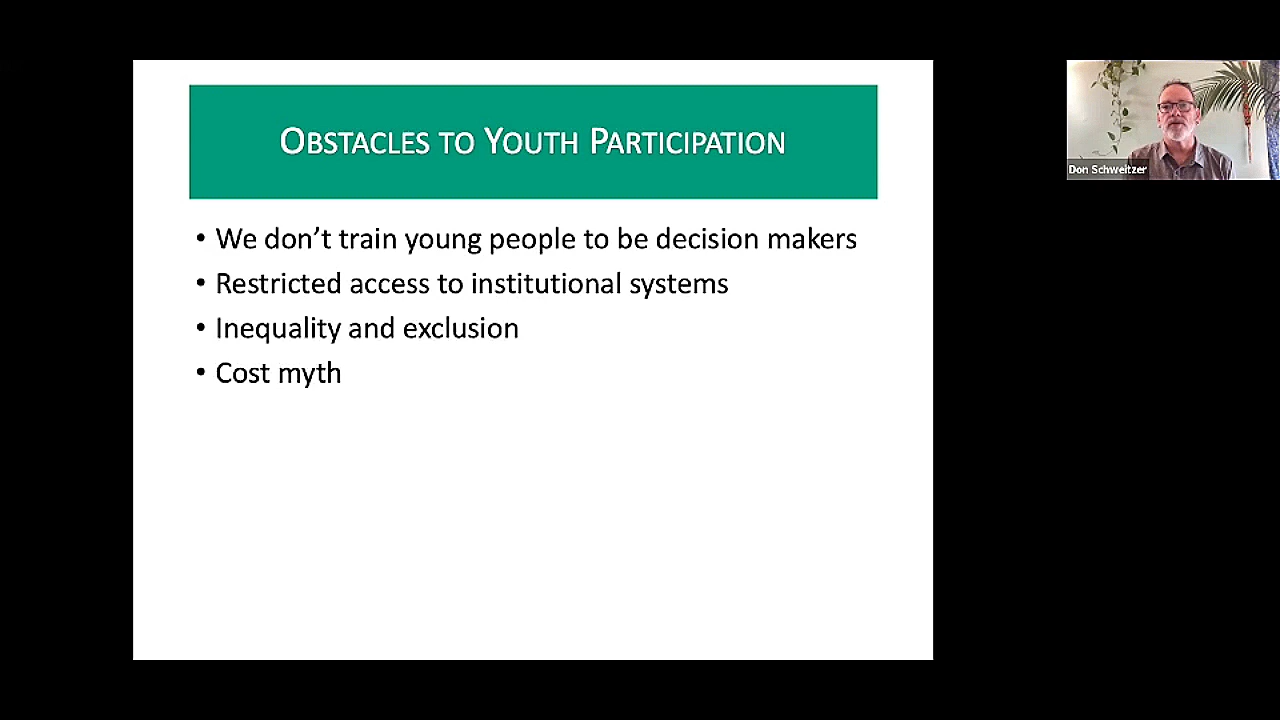 Obstacles to Youth Participation
• We don't train young people to be decision makers
• Restricted access to institutional systems
• Inequality and exclusion
• Cost myth
Don Schweitzer